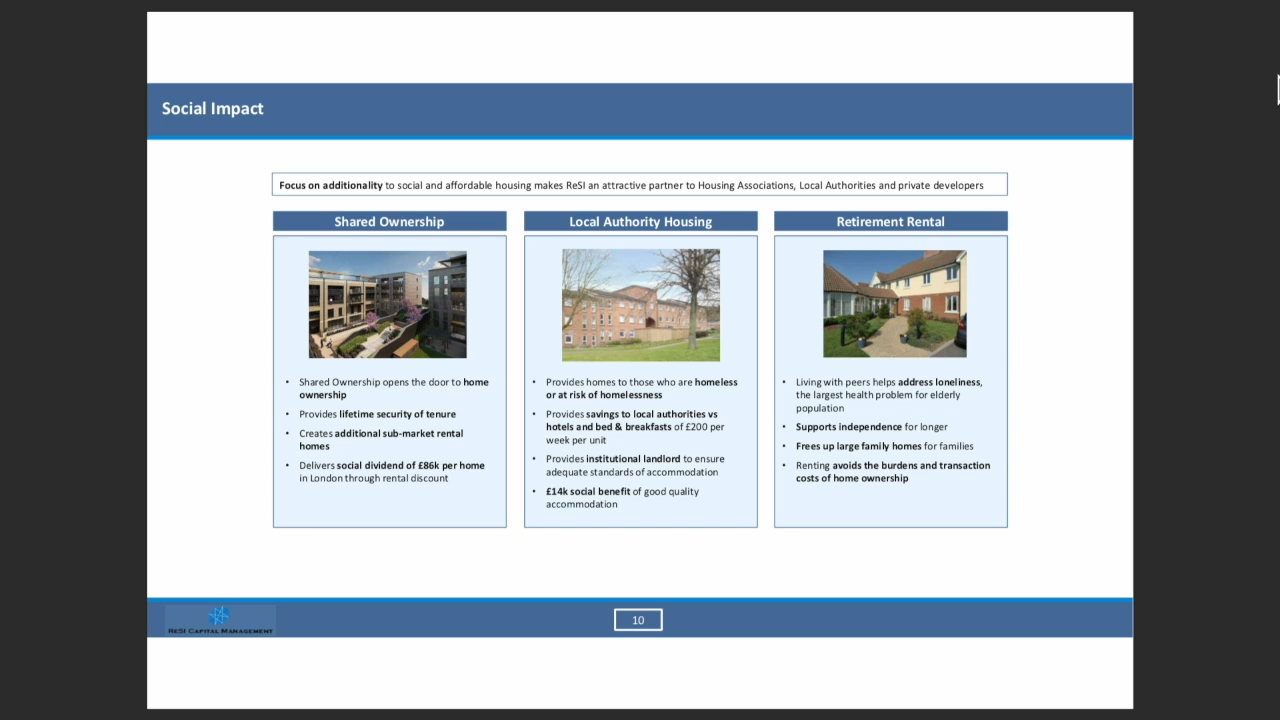 Social Impact
Focus on additionality to social and affordable housing makes ReSI an attractive partner to Housing Associations, Local Authorities and private developers
Shared Ownership
• Shared Ownership opens the door to home
ownership
• Provides lifetime security of tenure
• Creates additional sub-market rental
homes
• Delivers social dividend of £86k per home
in London through rental discount
Local Authority Housing
• Provides homes to those who are homeless
or at risk of homelessness
• Provides savings to local authorities vs
hotels and bed & breakfasts of £200 per
week per unit
• Provides institutional landlord to ensure
adequate standards of accommodation
• £14k social benefit of good quality
accommodation
Retirement Rental
• Living with peers helps address loneliness,
the largest health problem for elderly
population
• Supports independence for longer
• Frees up large family homes for families
• Renting avoids the burdens and transaction
costs of home ownership
ReSI Capital Management
10